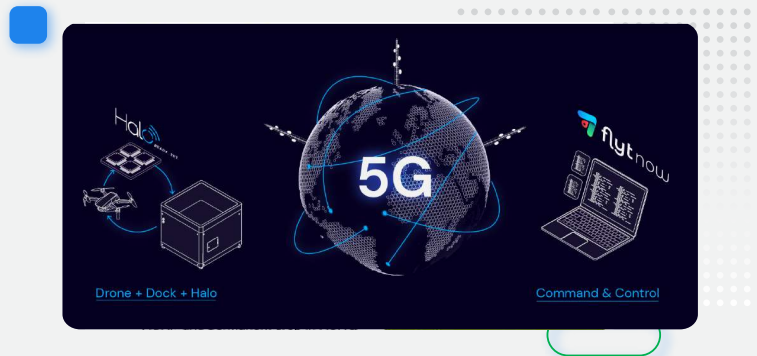 Halo
5G
flytnow
Drone + Dock + Halo
Command & Control